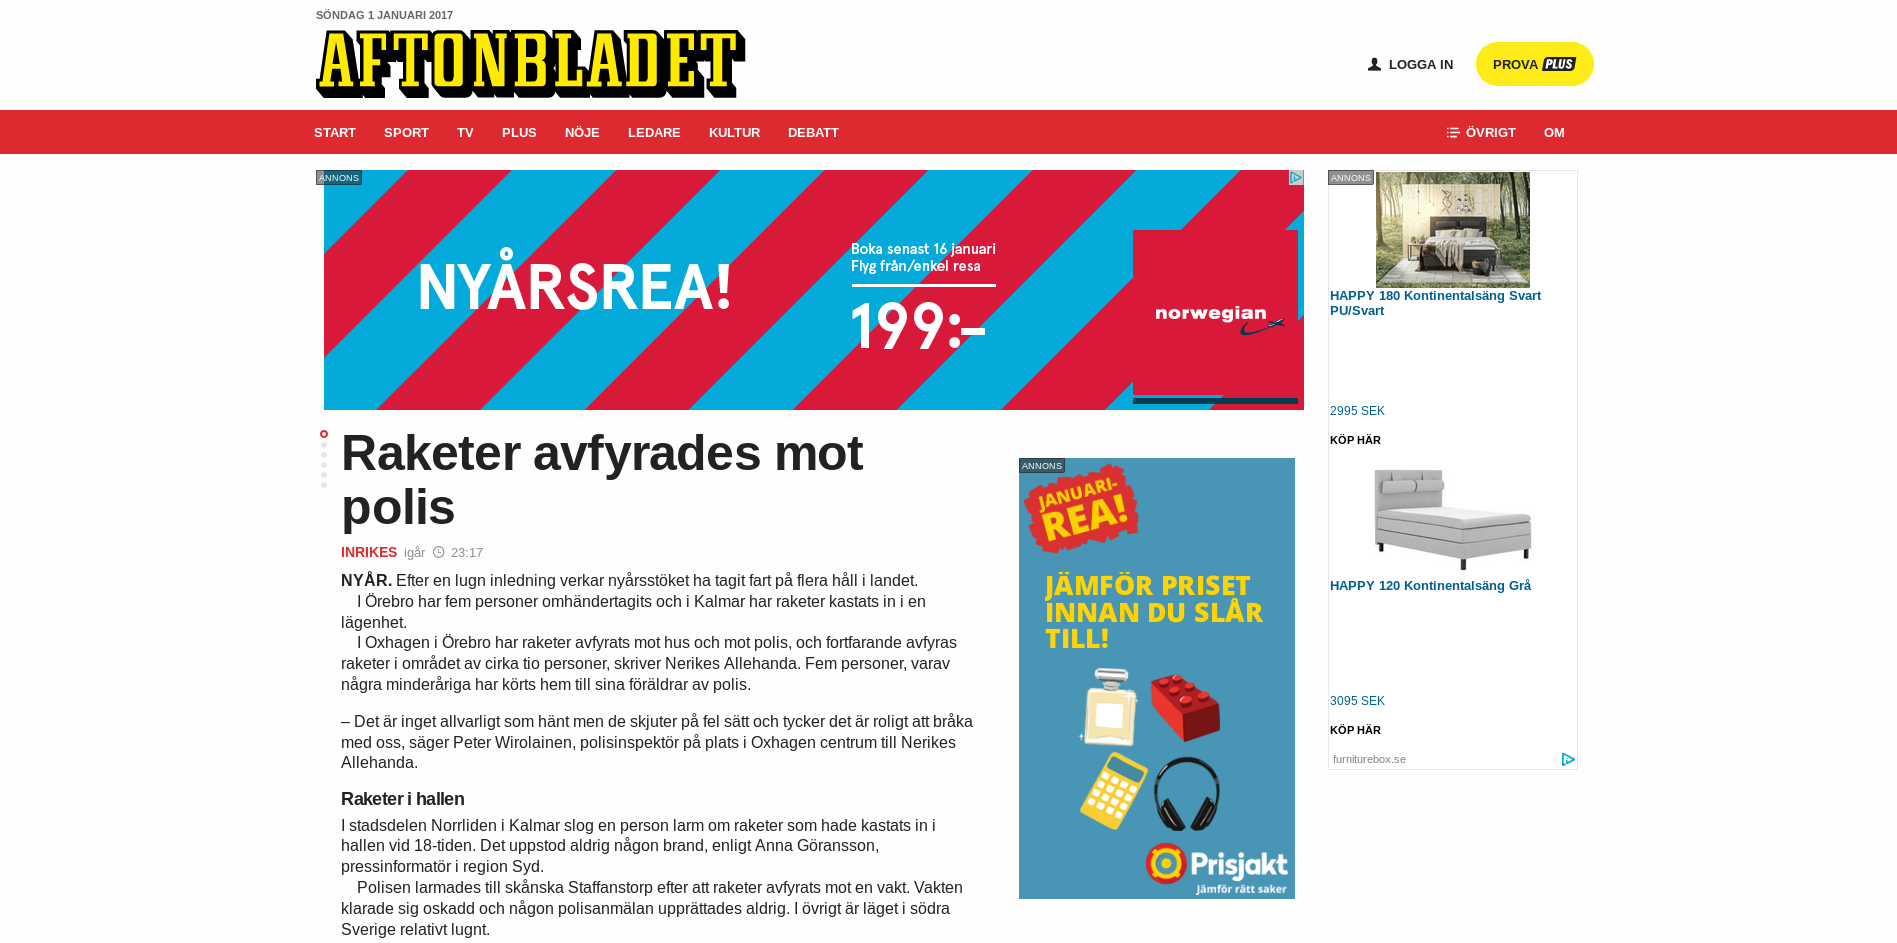 SÖNDAG 1 JANUARI 2017
AFTONBLADET
LOGGA IN
PROVA PLUS
START SPORT TV PLUS NÖJE LEDARE KULTUR DEBATT ÖVRIGT OM
ANNONS
NYÅRSREA!
Boka senast 16 januari
Flyg från/enkel resa
199:-
norwegian
Raketer avfyrades mot
polis
INRIKES igår 23:17
NYÅR. Efter en lugn inledning verkar nyårsstöket ha tagit fart på flera håll i landet.
I Örebro har fem personer omhändertagits och i Kalmar har raketer kastats in i en
lägenhet.
I Oxhagen i Örebro har raketer avfyrats mot hus och mot polis, och fortfarande avfyras
raketer i området av cirka tio personer, skriver Nerikes Allehanda. Fem personer, varav
några minderåriga har körts hem till sina föräldrar av polis.
– Det är inget allvarligt som hänt men de skjuter på fel sätt och tycker det är roligt att bråka
med oss, säger Peter Wirolainen, polisinspektör på plats i Oxhagen centrum till Nerikes
Allehanda.
Raketer i hallen
I stadsdelen Norrliden i Kalmar slog en person larm om raketer som hade kastats in i
hallen vid 18-tiden. Det uppstod aldrig någon brand, enligt Anna Göransson,
pressinformatör i region Syd.
Polisen larmades till skånska Staffanstorp efter att raketer avfyrats mot en vakt. Vakten
klarade sig oskadd och någon polisanmälan upprättades aldrig. I övrigt är läget i södra
Sverige relativt lugnt.
ANNONS
JANUARI-
REA!
JÄMFÖR PRISET
INNAN DU SLÅR
TILL!
Prisjakt
Jämför rätt saker
ANNONS
HAPPY 180 Kontinentalsäng Svart
PU/Svart
2995 SEK
KÖP HÄR
HAPPY 120 Kontinentalsäng Grå
3095 SEK
KÖP HÄR
furniturebox.se